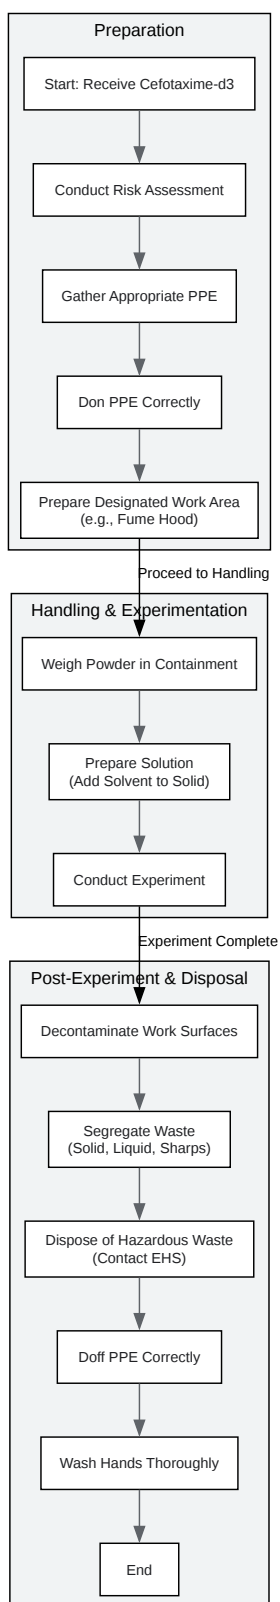 Preparation
Start: Receive Cefotaxime-d3
Conduct Risk Assessment
Gather Appropriate PPE
Don PPE Correctly
Prepare Designated Work Area
(e.g., Fume Hood)
Proceed to Handling
Handling & Experimentation
Weigh Powder in Containment
Prepare Solution
(Add Solvent to Solid)
Conduct Experiment
Experiment Complete
Post-Experiment & Disposal
Decontaminate Work Surfaces
Segregate Waste
(Solid, Liquid, Sharps)
Dispose of Hazardous Waste
(Contact EHS)
Doff PPE Correctly
Wash Hands Thoroughly
End